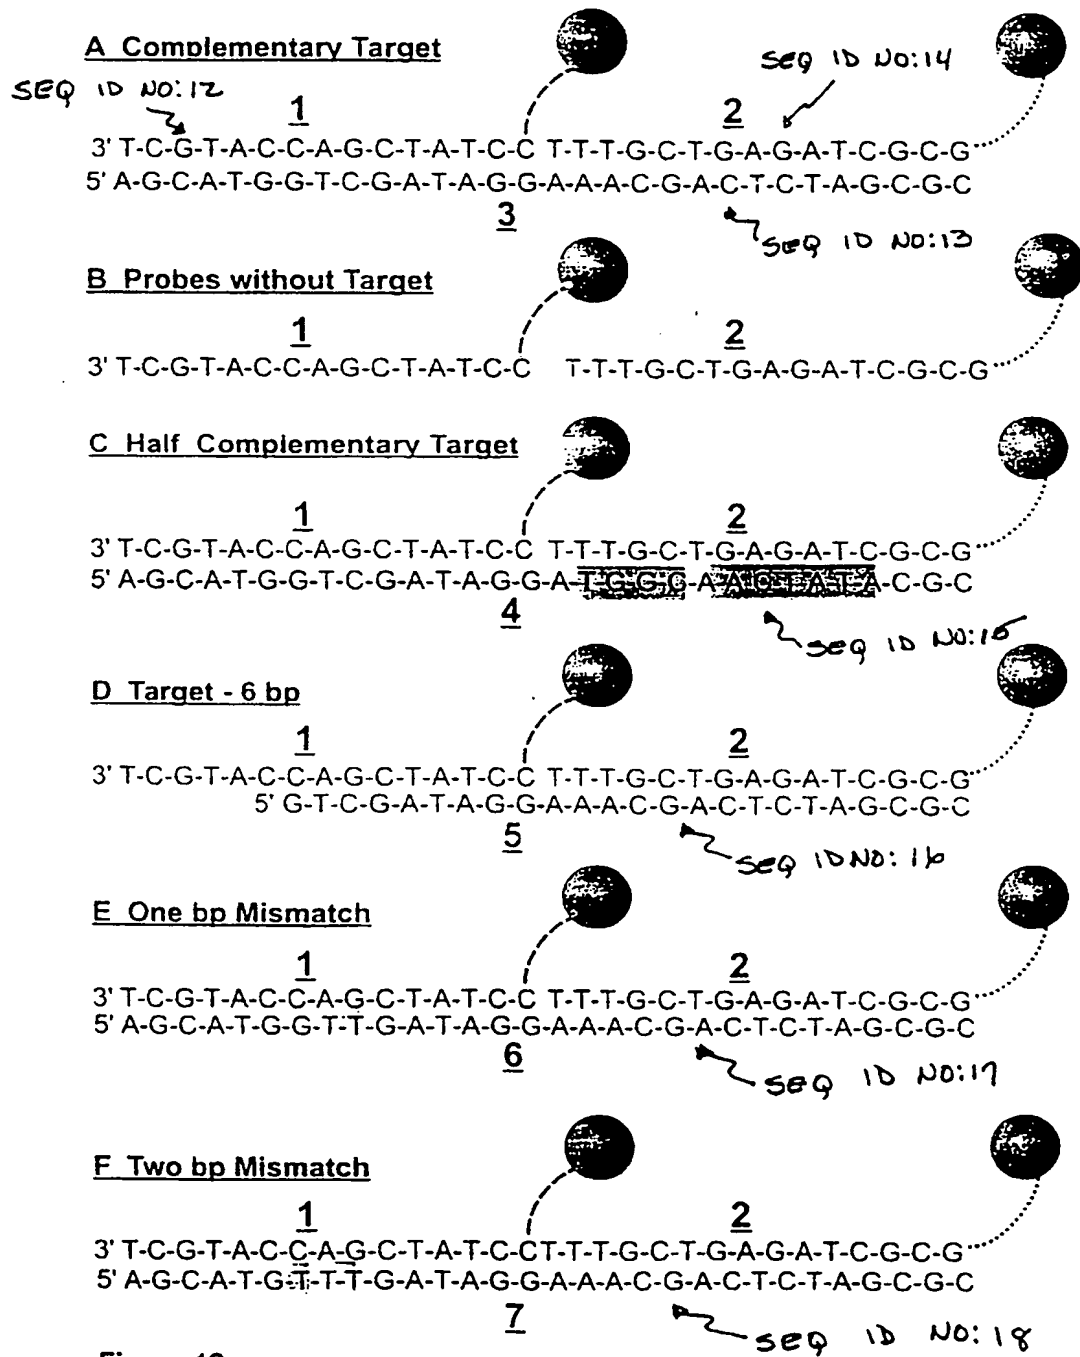 A Complementary Target
SEQ ID NO:12
SEQ ID NO:14
1 2
3' T-C-G-T-A-C-C-A-G-C-T-A-T-C-C T-T-T-G-C-T-G-A-G-A-T-C-G-C-G
5' A-G-C-A-T-G-G-T-C-G-A-T-A-G-G-A-A-A-C-G-A-C-T-C-T-A-G-C-G-C
3
SEQ ID NO:13
B Probes without Target
1 2
3' T-C-G-T-A-C-C-A-G-C-T-A-T-C-C T-T-T-G-C-T-G-A-G-A-T-C-G-C-G
C Half Complementary Target
1 2
3' T-C-G-T-A-C-C-A-G-C-T-A-T-C-C T-T-T-G-C-T-G-A-G-A-T-C-G-C-G
5' A-G-C-A-T-G-G-T-C-G-A-T-A-G-G-A-T-G-G-C-A-A-C-T-A-T-A-C-G-C
4
SEQ ID NO:15
D Target - 6 bp
1 2
3' T-C-G-T-A-C-C-A-G-C-T-A-T-C-C T-T-T-G-C-T-G-A-G-A-T-C-G-C-G
5' G-T-C-G-A-T-A-G-G-A-A-A-C-G-A-C-T-C-T-A-G-C-G-C
5
SEQ ID NO:16
E One bp Mismatch
1 2
3' T-C-G-T-A-C-C-A-G-C-T-A-T-C-C T-T-T-G-C-T-G-A-G-A-T-C-G-C-G
5' A-G-C-A-T-G-G-T-T-G-A-T-A-G-G-A-A-A-C-G-A-C-T-C-T-A-G-C-G-C
6
SEQ ID NO:17
F Two bp Mismatch
1 2
3' T-C-G-T-A-C-C-A-G-C-T-A-T-C-C-T-T-T-G-C-T-G-A-G-A-T-C-G-C-G
5' A-G-C-A-T-G-T-T-T-G-A-T-A-G-G-A-A-A-C-G-A-C-T-C-T-A-G-C-G-C
7
SEQ ID NO:18